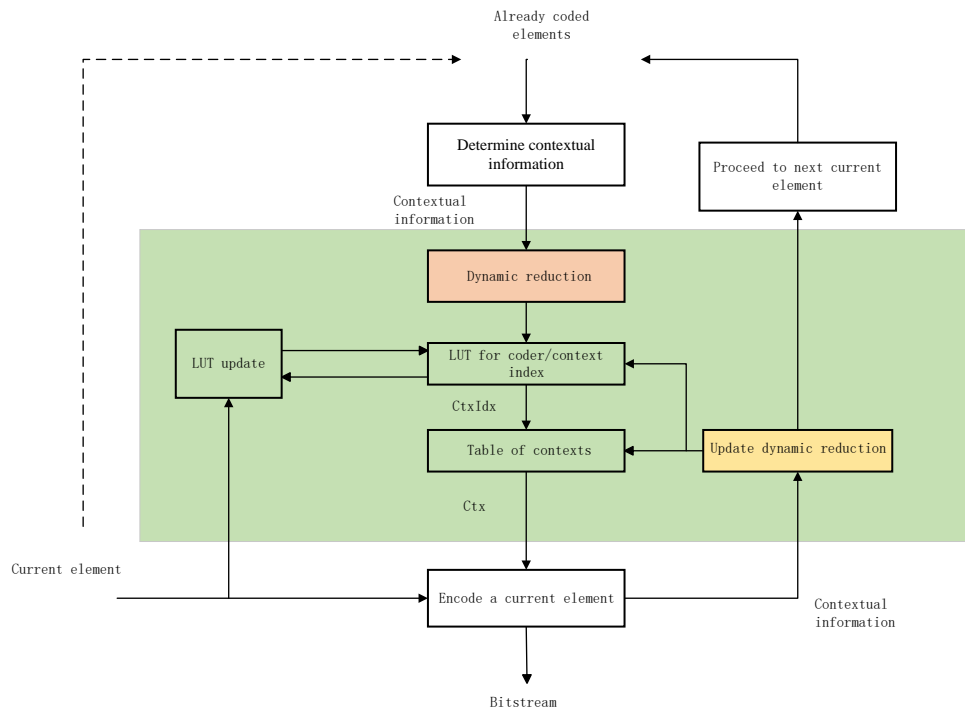 Already coded
elements
Determine contextual
information
Proceed to next current
element
Contextual
information
Dynamic reduction
LUT update
LUT for coder/context
index
CtxIdx
Table of contexts
Update dynamic reduction
Ctx
Current element
Encode a current element
Contextual
information
Bitstream